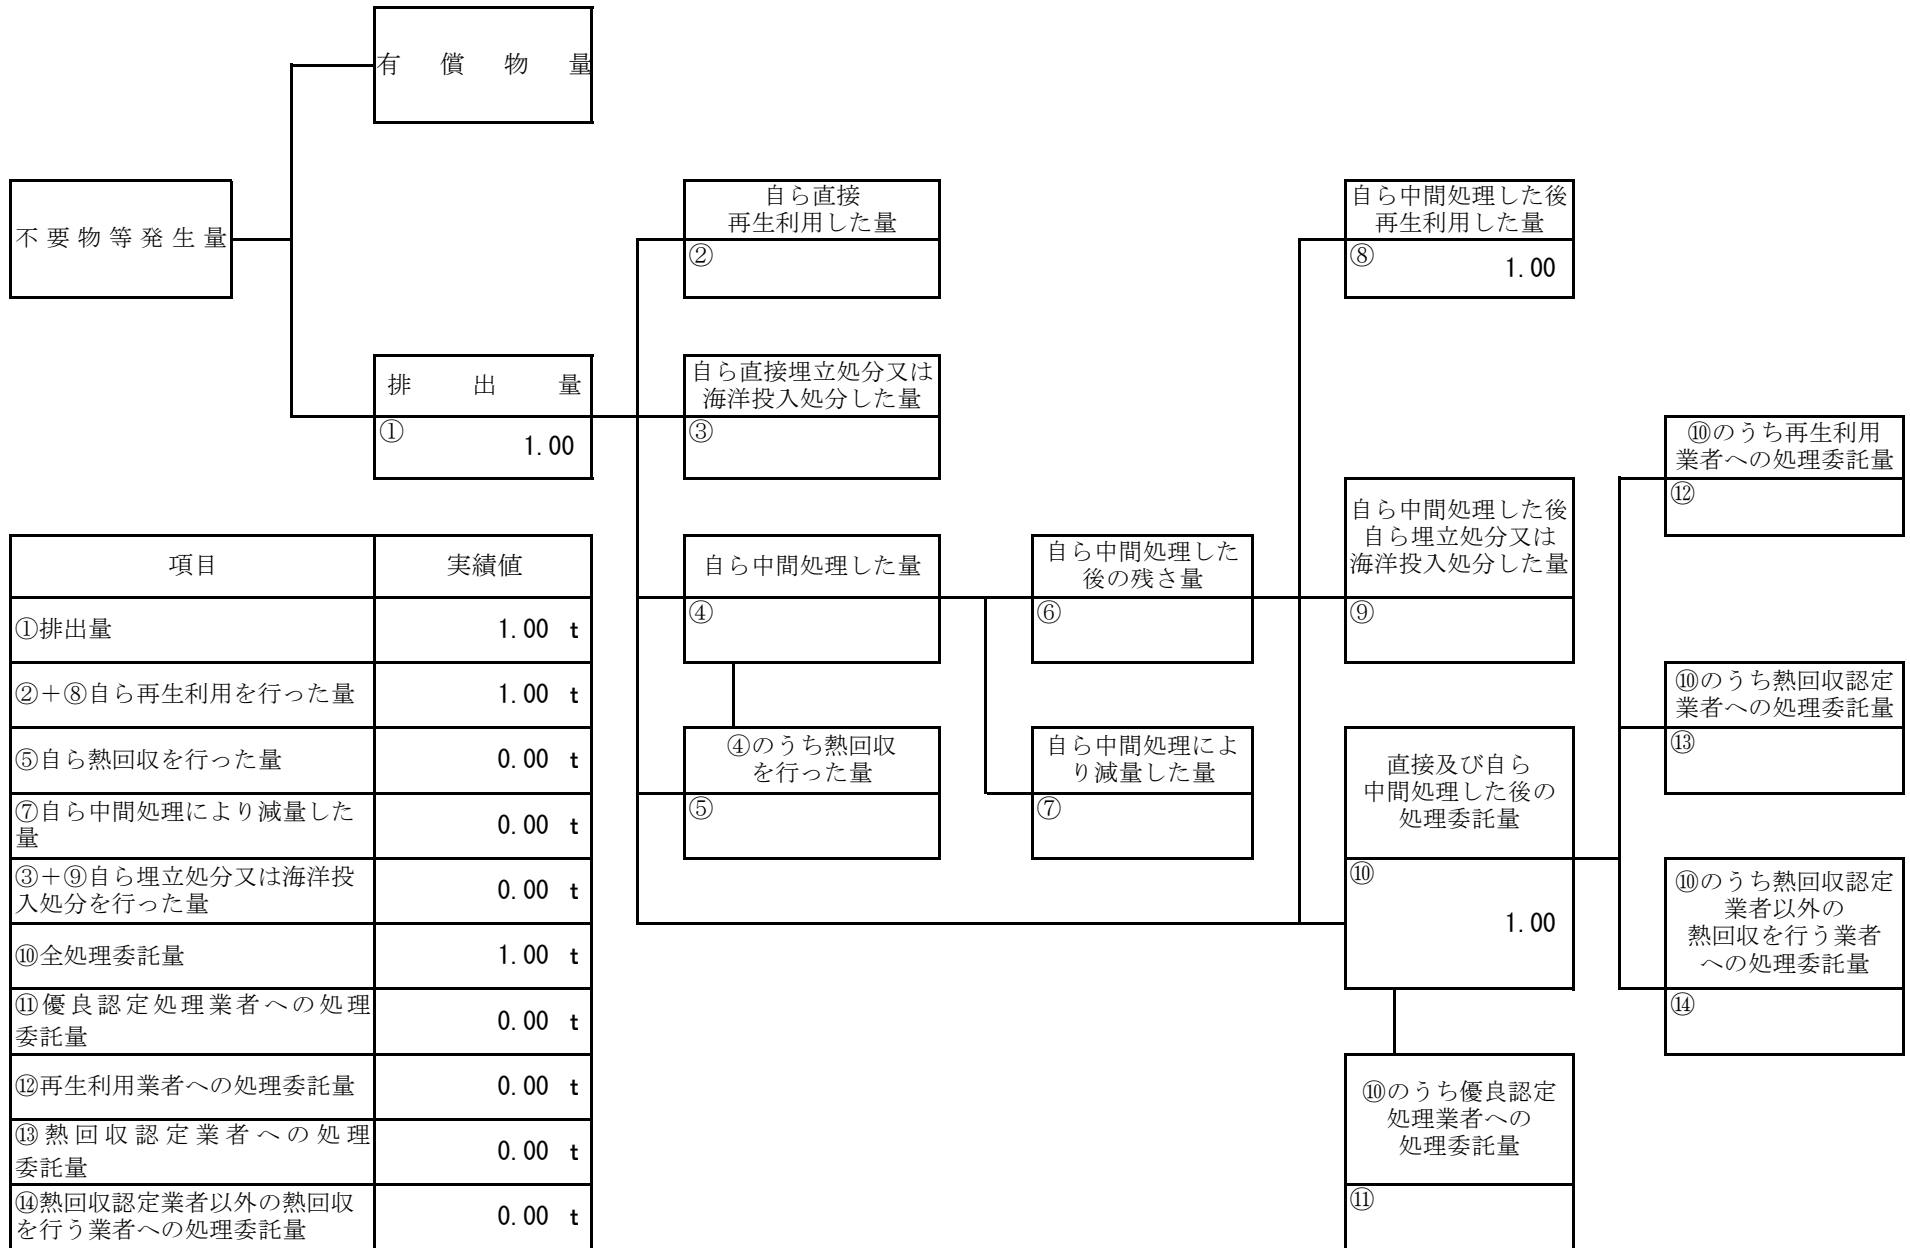 有償物量
不要物等発生量
自ら直接
再生利用した量
②
自ら中間処理した後
再生利用した量
⑧
1.00
排出量
①
1.00
自ら直接埋立処分又は
海洋投入処分した量
③
⑩のうち再生利用
業者への処理委託量
⑫
自ら中間処理した後
自ら埋立処分又は
海洋投入処分した量
⑨
自ら中間処理した量
④
自ら中間処理した
後の残さ量
⑥
⑩のうち熱回収認定
業者への処理委託量
⑬
④のうち熱回収
を行った量
⑤
自ら中間処理によ
り減量した量
⑦
直接及び自ら
中間処理した後の
処理委託量
⑩
1.00
⑩のうち熱回収認定
業者以外の
熱回収を行う業者
への処理委託量
⑭
⑩のうち優良認定
処理業者への
処理委託量
⑪
項目 実績値
①排出量 1.00 t
②+⑧自ら再生利用を行った量 1.00 t
⑤自ら熱回収を行った量 0.00 t
⑦自ら中間処理により減量した
量 0.00 t
③+⑨自ら埋立処分又は海洋投
入処分を行った量 0.00 t
⑩全処理委託量 1.00 t
⑪優良認定処理業者への処理
委託量 0.00 t
⑫再生利用業者への処理委託量 0.00 t
⑬熱回収認定業者への処理
委託量 0.00 t
⑭熱回収認定業者以外の熱回収
を行う業者への処理委託量 0.00 t